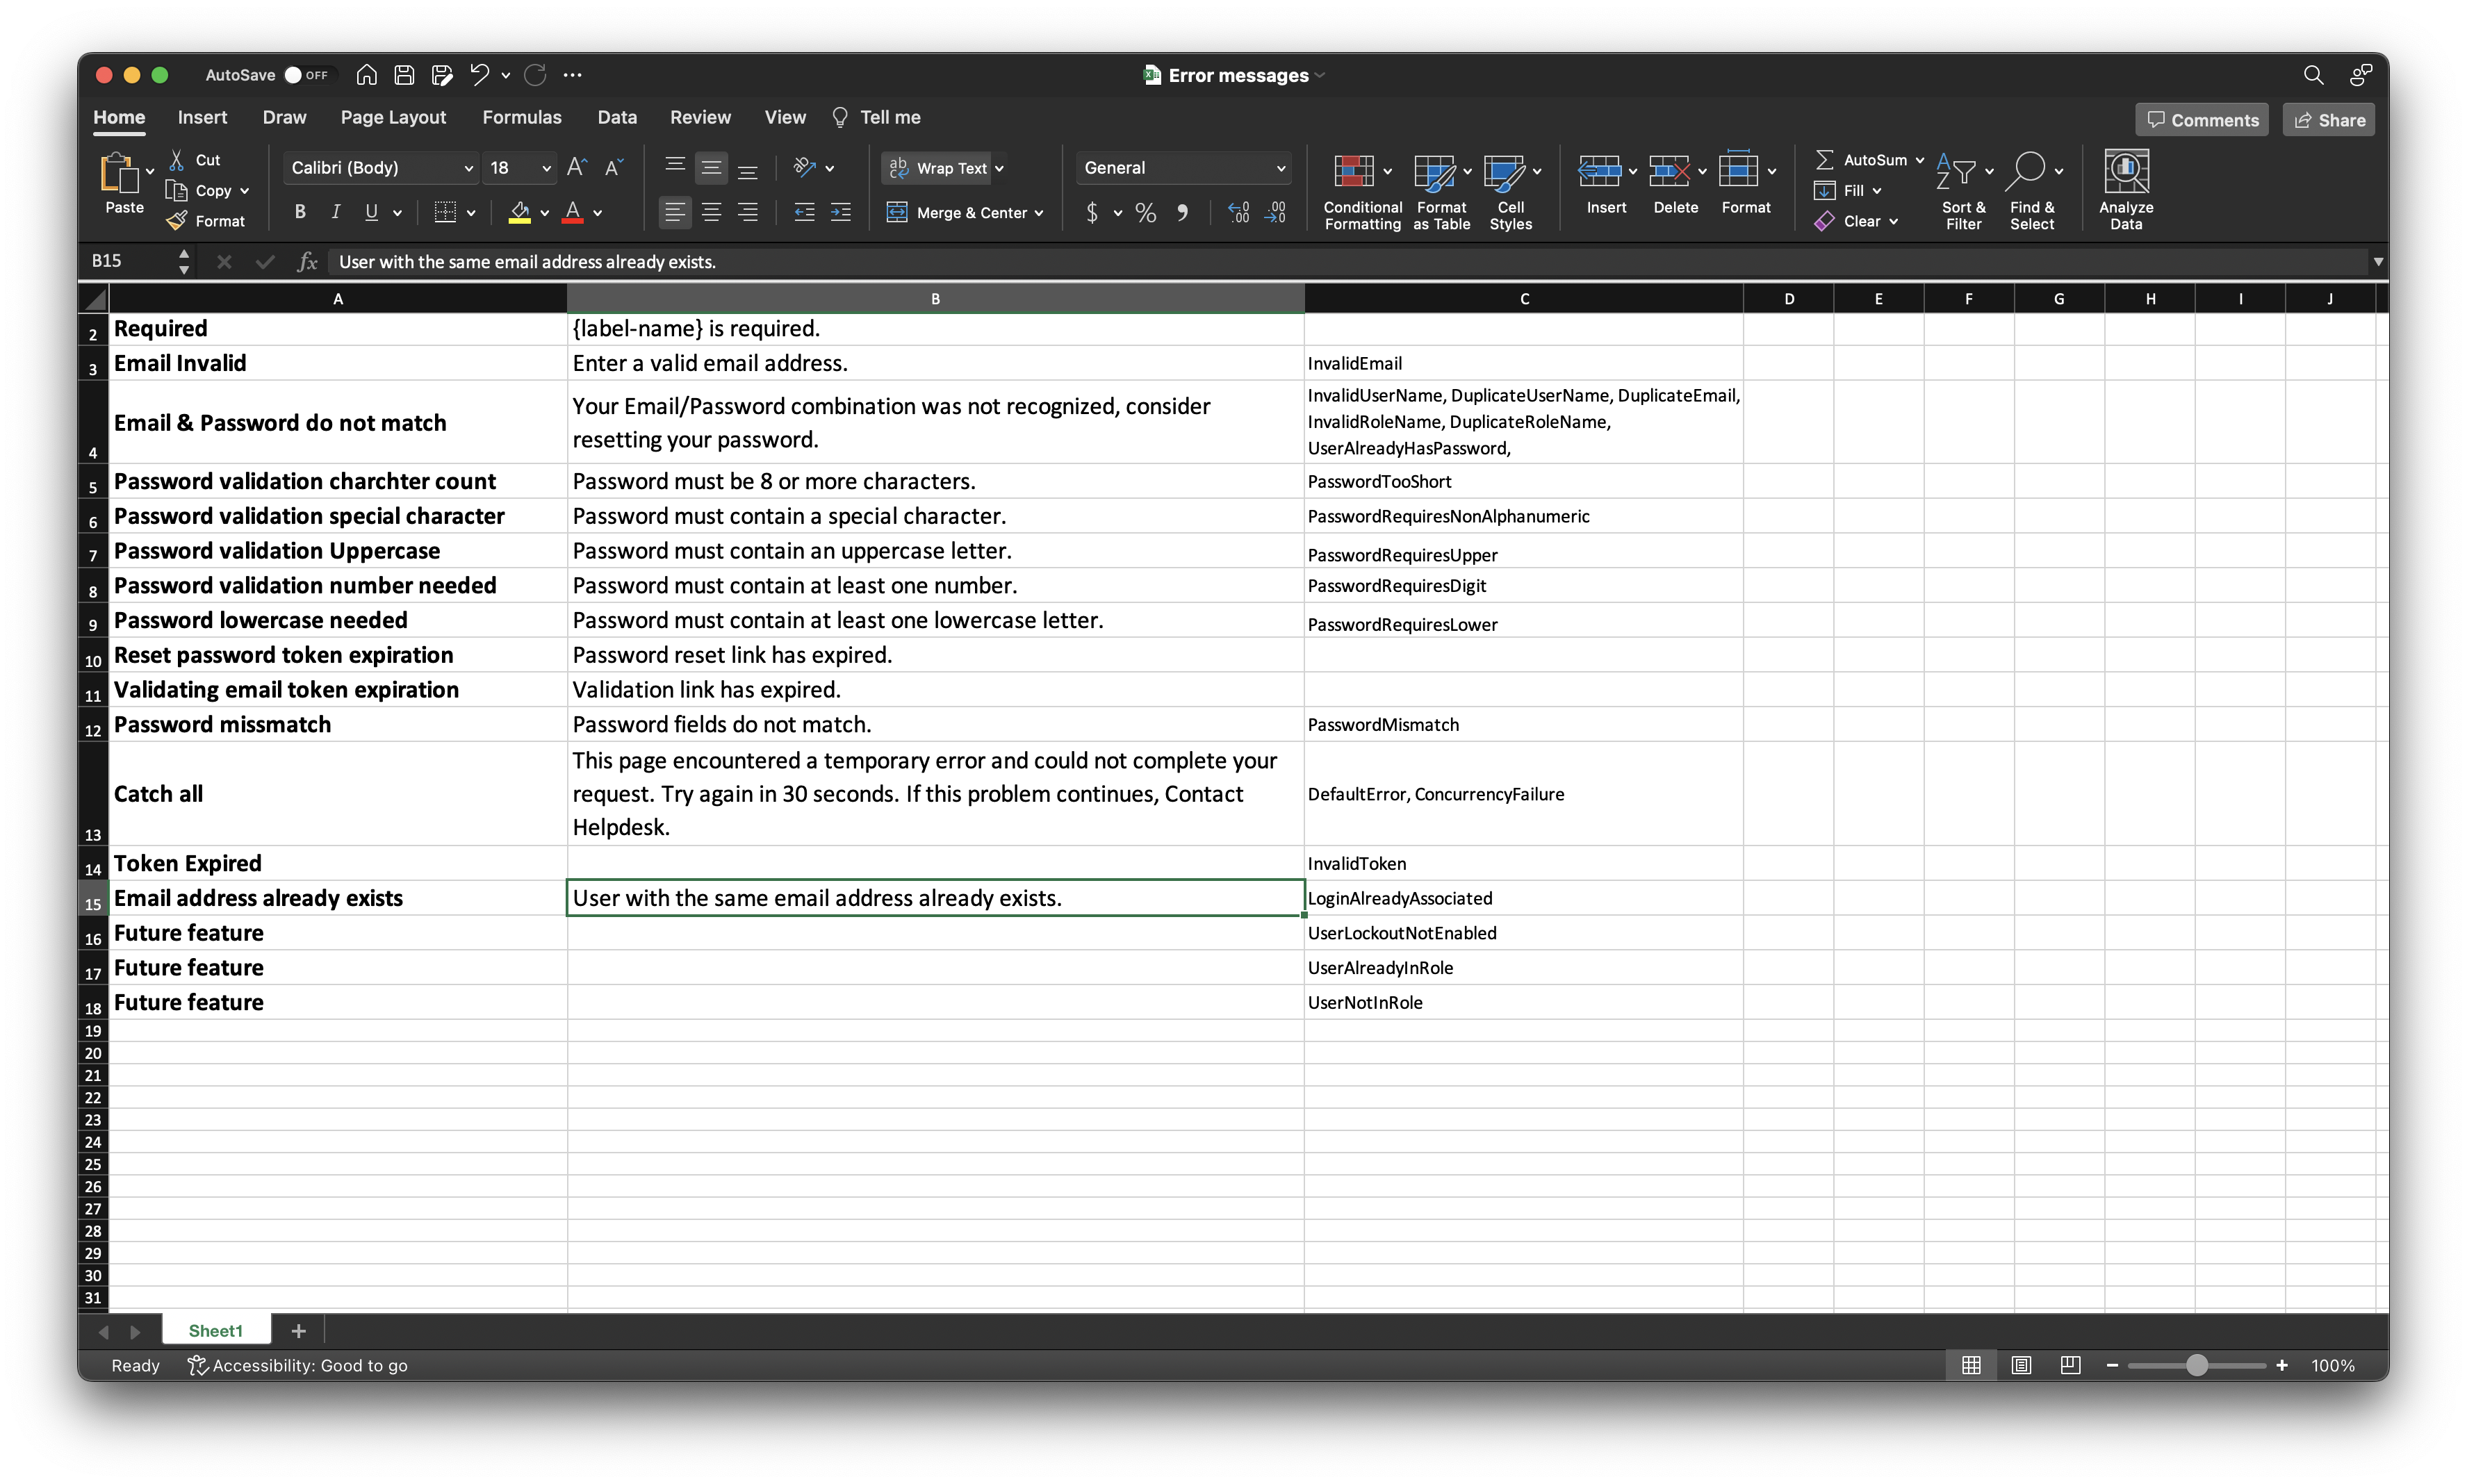 AutoSave OFF
Error messages
Home Insert Draw Page Layout Formulas Data Review View Tell me
Comments Share
Paste
Cut
Copy
Format
Calibri (Body) 18
B I U
Wrap Text
Merge & Center
General
$ %
Conditional Formatting
Format as Table
Cell Styles
Insert
Delete
Format
AutoSum
Fill
Clear
Sort & Filter
Find & Select
Analyze Data
B15 fx User with the same email address already exists.
A B C D E F G H I J
2 Required {label-name} is required.
3 Email Invalid Enter a valid email address. InvalidEmail
4 Email & Password do not match
Your Email/Password combination was not recognized, consider
resetting your password.
InvalidUserName, DuplicateUserName, DuplicateEmail,
InvalidRoleName, DuplicateRoleName,
UserAlreadyHasPassword,
5 Password validation charchter count Password must be 8 or more characters. PasswordTooShort
6 Password validation special character Password must contain a special character. PasswordRequiresNonAlphanumeric
7 Password validation Uppercase Password must contain an uppercase letter. PasswordRequiresUpper
8 Password validation number needed Password must contain at least one number. PasswordRequiresDigit
9 Password lowercase needed Password must contain at least one lowercase letter. PasswordRequiresLower
10 Reset password token expiration Password reset link has expired.
11 Validating email token expiration Validation link has expired.
12 Password missmatch Password fields do not match. PasswordMismatch
13 Catch all
This page encountered a temporary error and could not complete your
request. Try again in 30 seconds. If this problem continues, Contact
Helpdesk.
DefaultError, ConcurrencyFailure
14 Token Expired InvalidToken
15 Email address already exists User with the same email address already exists. LoginAlreadyAssociated
16 Future feature UserLockoutNotEnabled
17 Future feature UserAlreadyInRole
18 Future feature UserNotInRole
19
20
21
22
23
24
25
26
27
28
29
30
31
Sheet1
Ready Accessibility: Good to go 100%